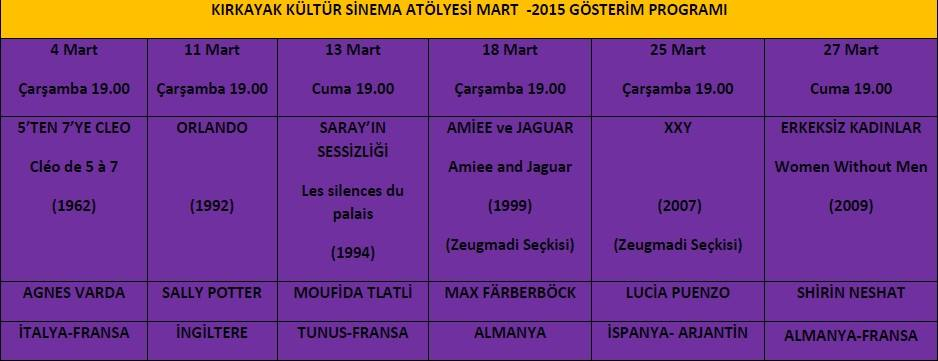 KIRKAYAK KÜLTÜR SİNEMA ATÖLYESİ MART -2015 GÖSTERİM PROGRAMI
4 Mart
Çarşamba 19.00
11 Mart
Çarşamba 19.00
13 Mart
Cuma 19.00
18 Mart
Çarşamba 19.00
25 Mart
Çarşamba 19.00
27 Mart
Cuma 19.00
5'TEN 7'YE CLEO
Cléo de 5 à 7
(1962)
ORLANDO
(1992)
SARAY'IN
SESSİZLİĞİ
Les silences du
palais
(1994)
AMİEE ve JAGUAR
Amiee and Jaguar
(1999)
(Zeugmadi Seçkisi)
XXY
(2007)
(Zeugmadi Seçkisi)
ERKEKSİZ KADINLAR
Women Without Men
(2009)
AGNES VARDA
SALLY POTTER
MOUFİDA TLATLİ
MAX FÄRBERBÖCK
LUCİA PUENZO
SHİRİN NESHAT
İTALYA-FRANSA
İNGİLTERE
TUNUS-FRANSA
ALMANYA
İSPANYA- ARJANTİN
ALMANYA-FRANSA